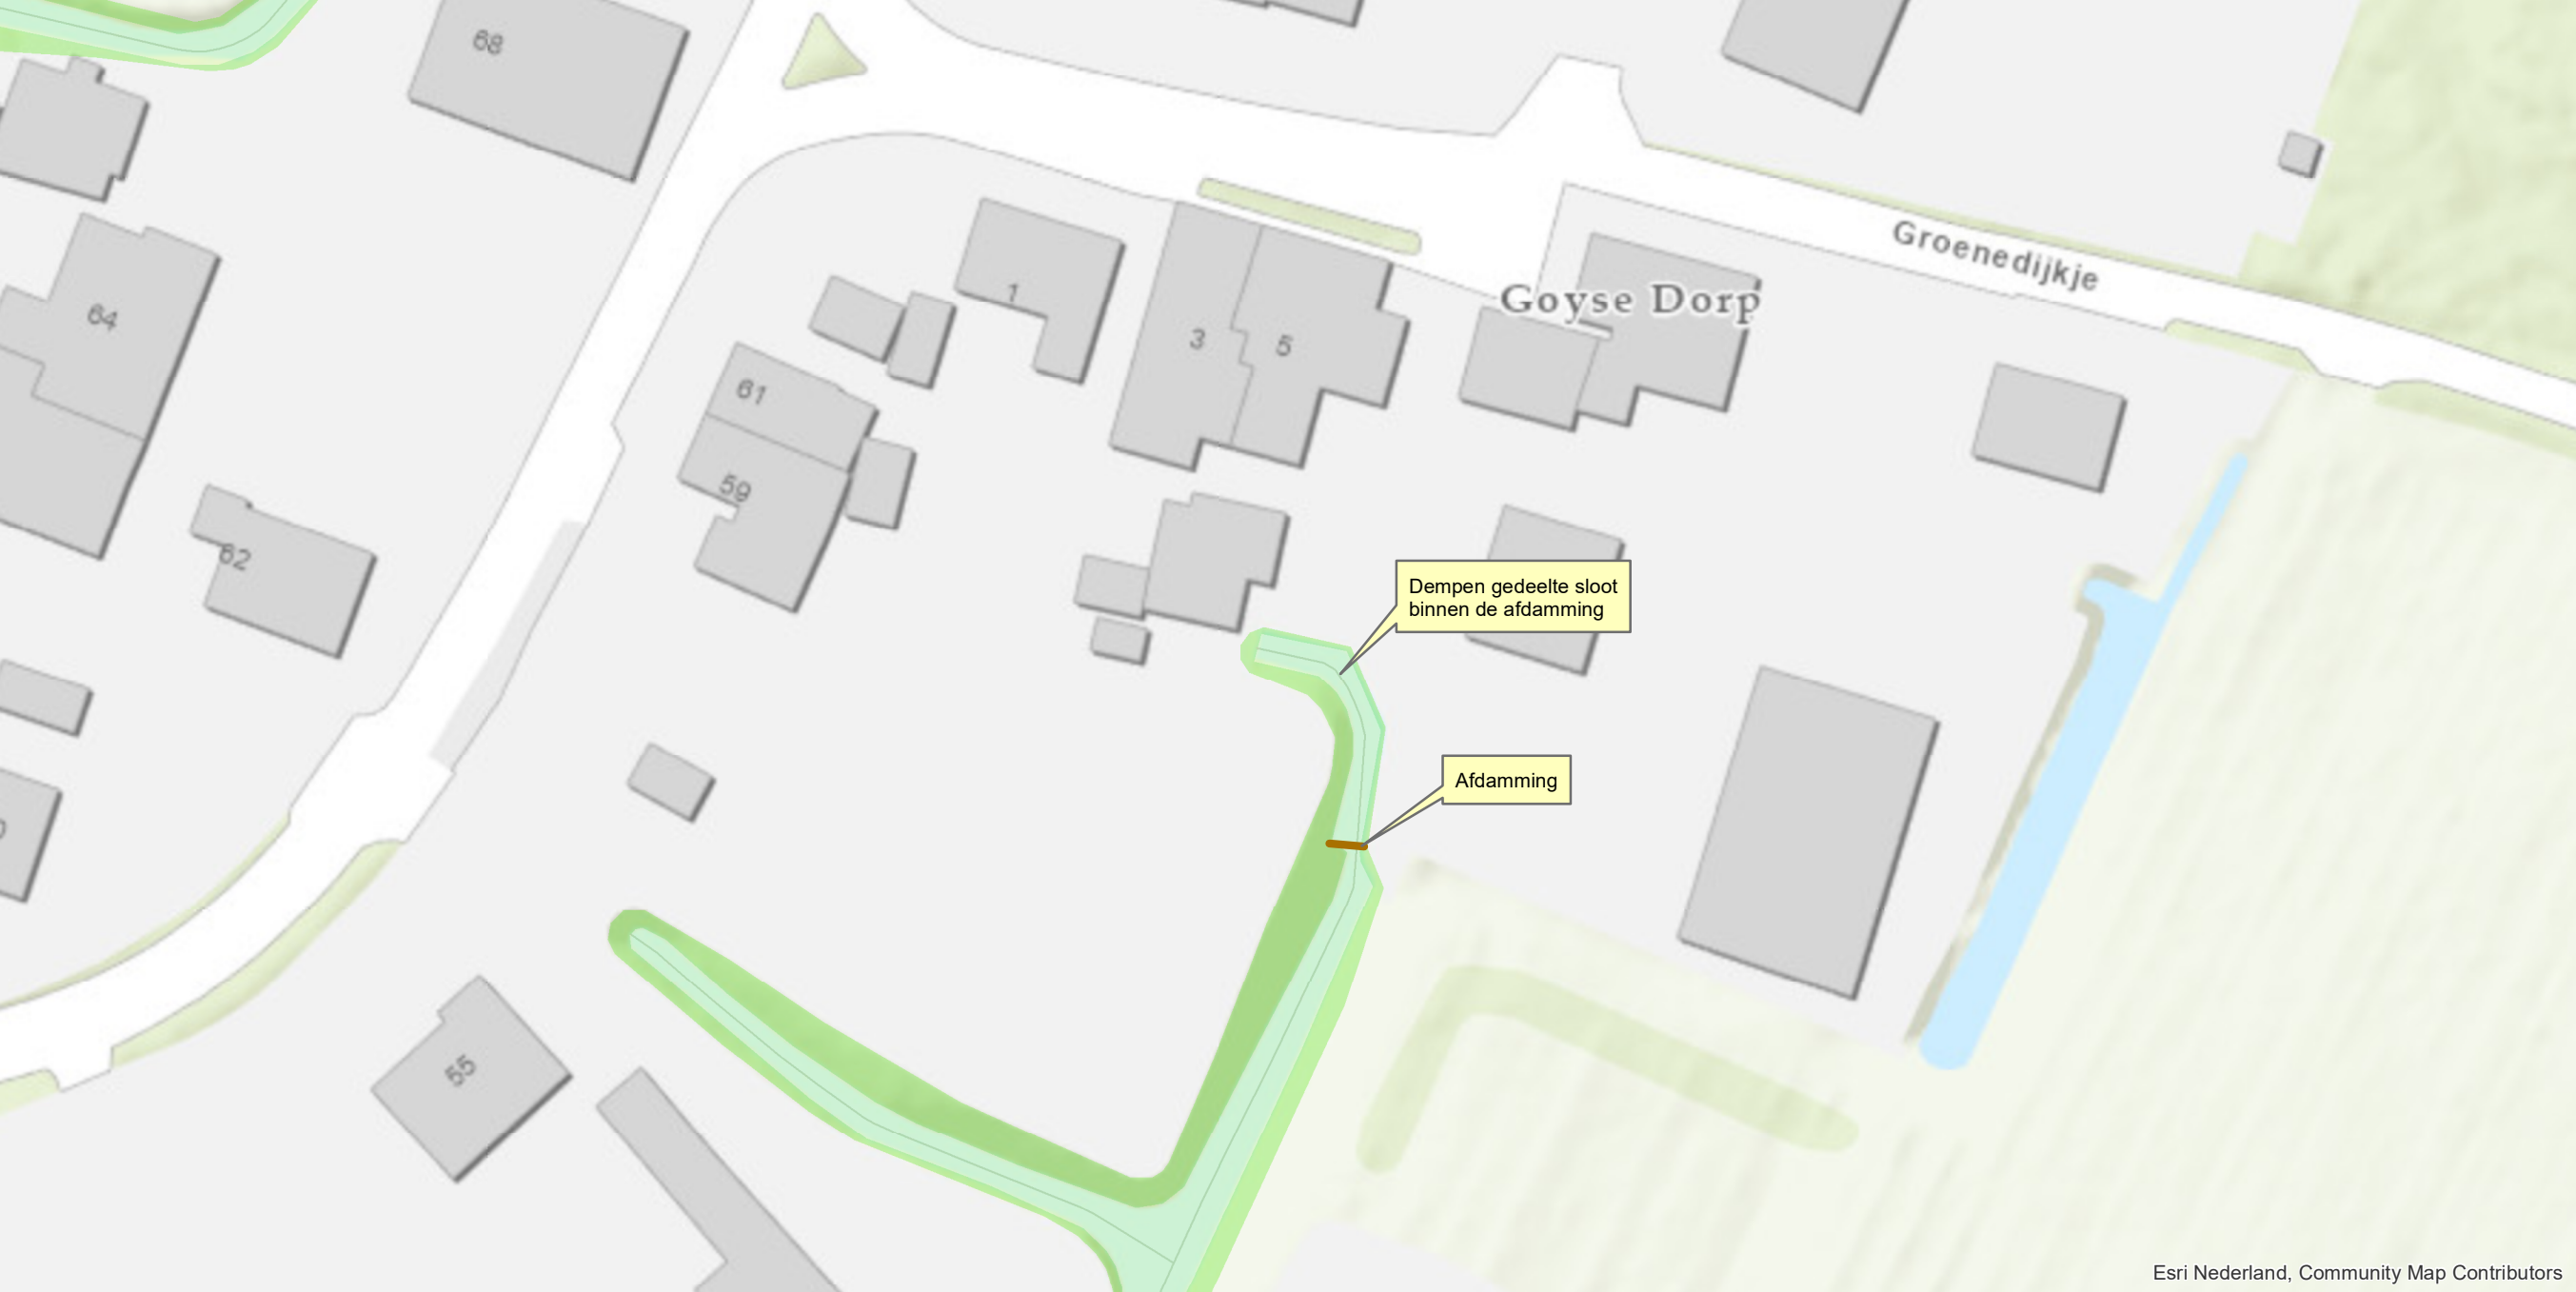 68
Groenedijkje
1
Goyse Dorp
64
3
5
61
59
62
Dempen gedeelte sloot
binnen de afdamming
Afdamming
55
Esri Nederland, Community Map Contributors